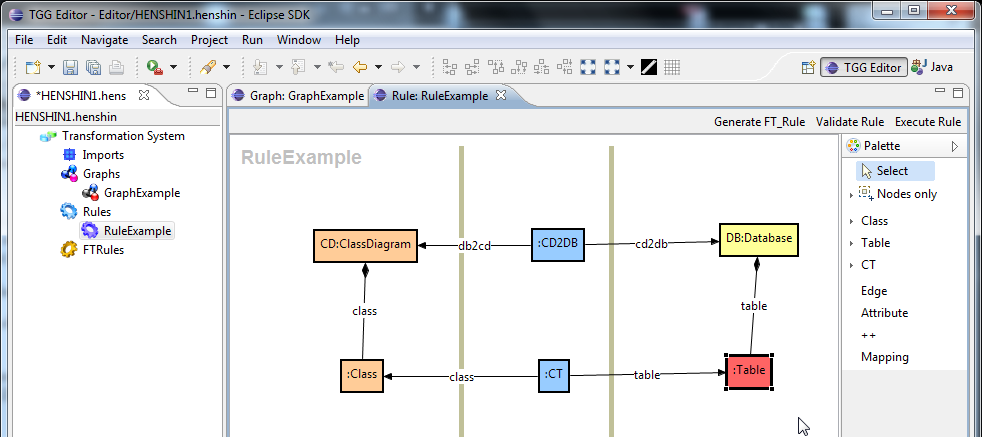 TGG Editor - Editor/HENSHIN1.henshin - Eclipse SDK
File Edit Navigate Search Project Run Window Help
TGG Editor Java
*HENSHIN1.hens
Graph: GraphExample Rule: RuleExample
HENSHIN1.henshin
Transformation System
Imports
Graphs
GraphExample
Rules
RuleExample
FTRules
Generate FT_Rule Validate Rule Execute Rule
RuleExample
CD:ClassDiagram db2cd :CD2DB cd2db DB:Database
class table
:Class class :CT table :Table
Palette
Select
Nodes only
Class
Table
CT
Edge
Attribute
++
Mapping